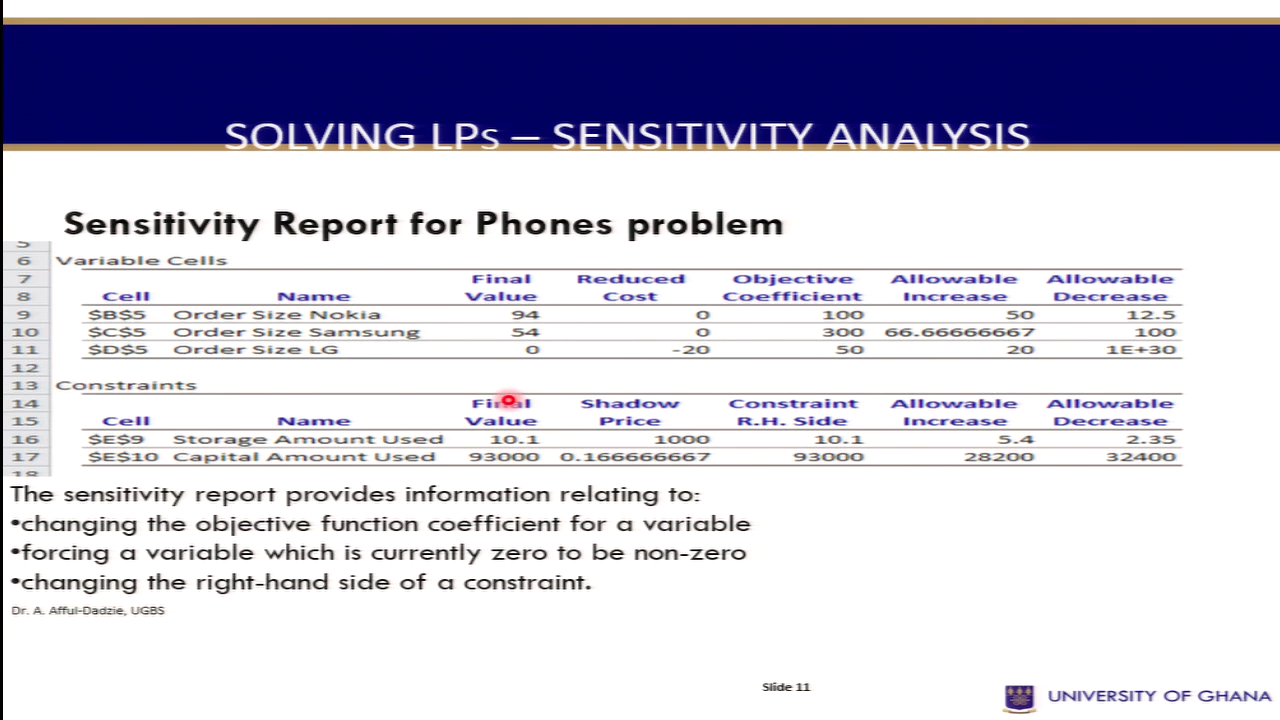 SOLVING LPs – SENSITIVITY ANALYSIS
Sensitivity Report for Phones problem
5
6 Variable Cells
7 Final Reduced Objective Allowable Allowable
8 Cell Name Value Cost Coefficient Increase Decrease
9 $B$5 Order Size Nokia 94 0 100 50 12.5
10 $C$5 Order Size Samsung 54 0 300 66.66666667 100
11 $D$5 Order Size LG 0 -20 50 20 1E+30
12
13 Constraints
14 Final Shadow Constraint Allowable Allowable
15 Cell Name Value Price R.H. Side Increase Decrease
16 $E$9 Storage Amount Used 10.1 1000 10.1 5.4 2.35
17 $E$10 Capital Amount Used 93000 0.166666667 93000 28200 32400
18
The sensitivity report provides information relating to:
•changing the objective function coefficient for a variable
•forcing a variable which is currently zero to be non-zero
•changing the right-hand side of a constraint.
Dr. A. Afful-Dadzie, UGBS
Slide 11
UNIVERSITY OF GHANA